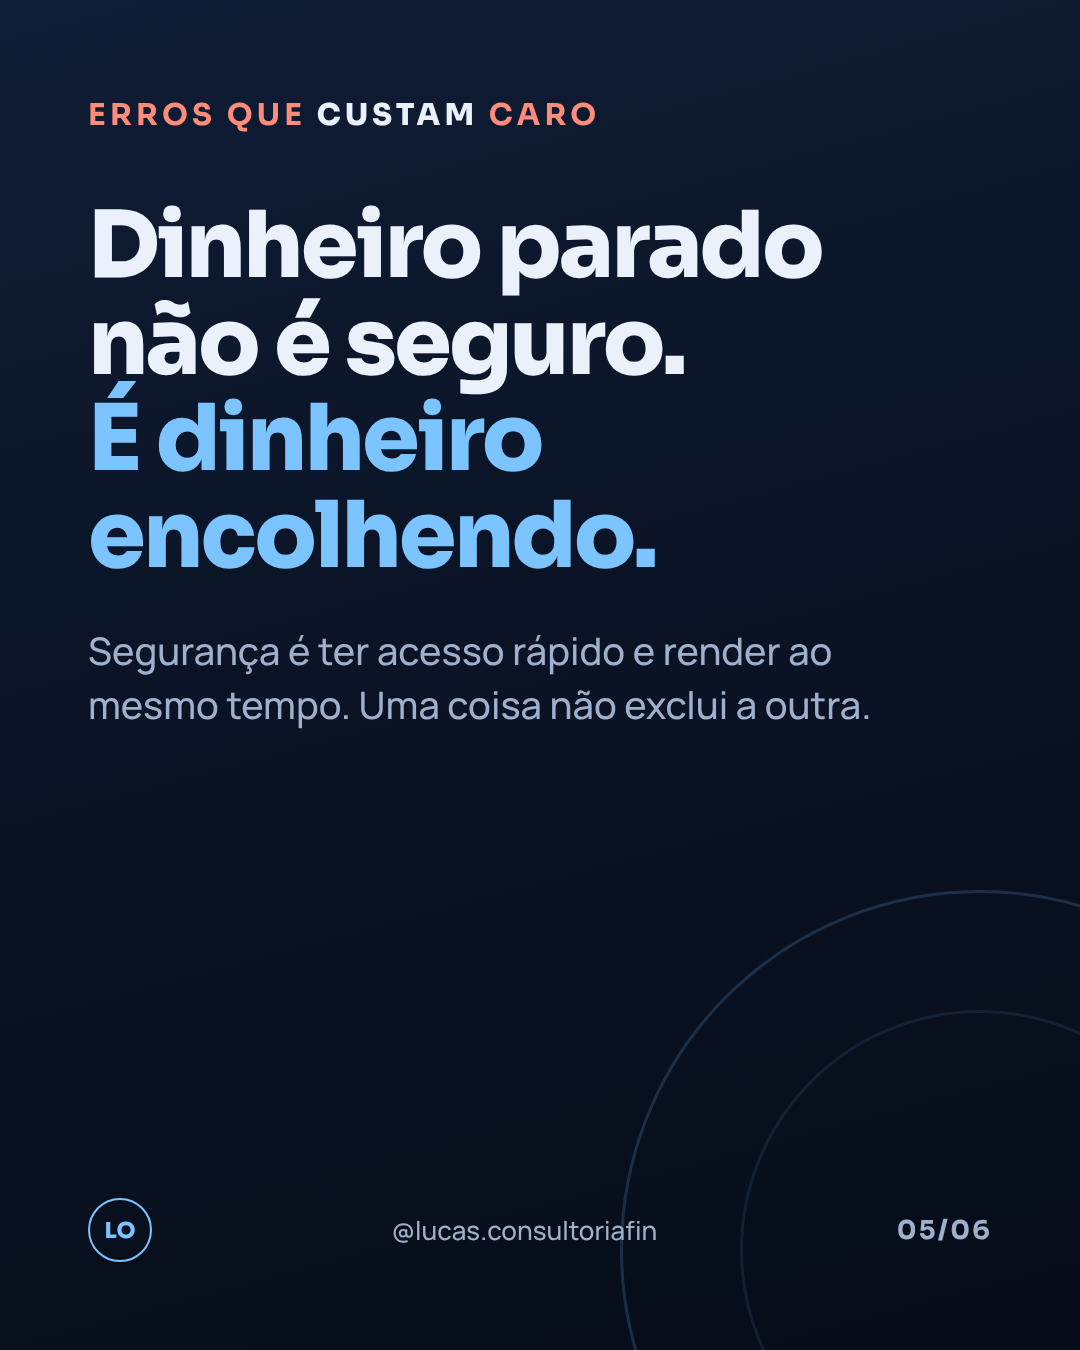 ERROS QUE CUSTAM CARO
Dinheiro parado
não é seguro.
É dinheiro
encolhendo.
Segurança é ter acesso rápido e render ao
mesmo tempo. Uma coisa não exclui a outra.
LO
@lucas.consultoriafin
05/06